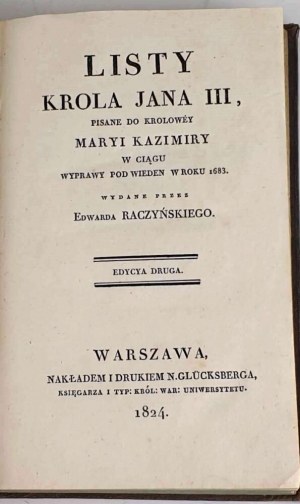 LISTY
KROLA JANA III,
PISANE DO KROLOWÉY
MARYI KAZIMIRY
W CIĄGU
WYPRAWY POD WIEDEN W ROKU 1683.
WYDANE PRZEZ
EDWARDA RACZYŃSKIEGO.
EDYCYA DRUGA.
WARSZAWA,
NAKŁADEM I DRUKIEM N. GLÜCKSBERGA,
KSIĘGARZA I TYP: KRÓL: WAR: UNIWERSYTETU.
1824.